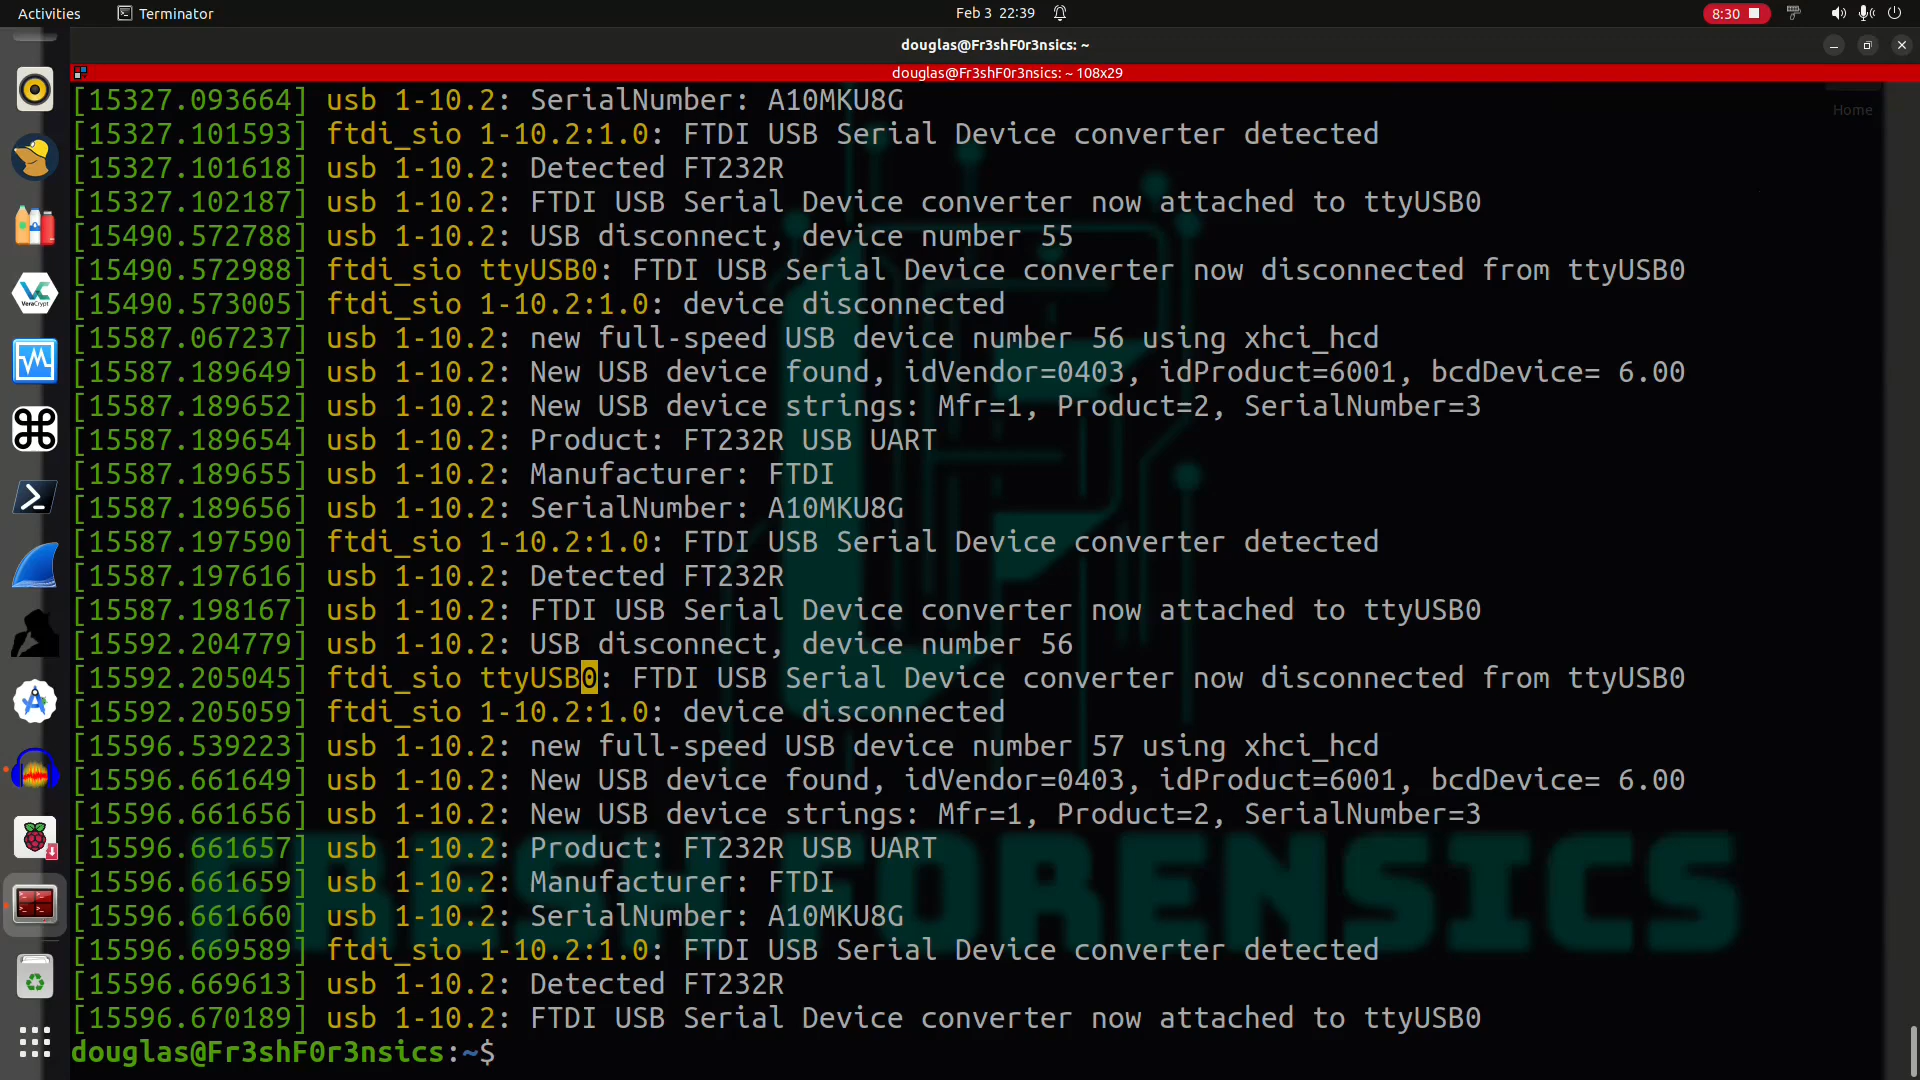 Activities
Terminator
Feb 3 22:39
8:30
douglas@Fr3shF0r3nsics: ~
douglas@Fr3shF0r3nsics: ~ 108x29
Home
[15327.093664] usb 1-10.2: SerialNumber: A10MKU8G
[15327.101593] ftdi_sio 1-10.2:1.0: FTDI USB Serial Device converter detected
[15327.101618] usb 1-10.2: Detected FT232R
[15327.102187] usb 1-10.2: FTDI USB Serial Device converter now attached to ttyUSB0
[15490.572788] usb 1-10.2: USB disconnect, device number 55
[15490.572988] ftdi_sio ttyUSB0: FTDI USB Serial Device converter now disconnected from ttyUSB0
[15490.573005] ftdi_sio 1-10.2:1.0: device disconnected
[15587.067237] usb 1-10.2: new full-speed USB device number 56 using xhci_hcd
[15587.189649] usb 1-10.2: New USB device found, idVendor=0403, idProduct=6001, bcdDevice= 6.00
[15587.189652] usb 1-10.2: New USB device strings: Mfr=1, Product=2, SerialNumber=3
[15587.189654] usb 1-10.2: Product: FT232R USB UART
[15587.189655] usb 1-10.2: Manufacturer: FTDI
[15587.189656] usb 1-10.2: SerialNumber: A10MKU8G
[15587.197590] ftdi_sio 1-10.2:1.0: FTDI USB Serial Device converter detected
[15587.197616] usb 1-10.2: Detected FT232R
[15587.198167] usb 1-10.2: FTDI USB Serial Device converter now attached to ttyUSB0
[15592.204779] usb 1-10.2: USB disconnect, device number 56
[15592.205045] ftdi_sio ttyUSB0: FTDI USB Serial Device converter now disconnected from ttyUSB0
[15592.205059] ftdi_sio 1-10.2:1.0: device disconnected
[15596.539223] usb 1-10.2: new full-speed USB device number 57 using xhci_hcd
[15596.661649] usb 1-10.2: New USB device found, idVendor=0403, idProduct=6001, bcdDevice= 6.00
[15596.661656] usb 1-10.2: New USB device strings: Mfr=1, Product=2, SerialNumber=3
[15596.661657] usb 1-10.2: Product: FT232R USB UART
[15596.661659] usb 1-10.2: Manufacturer: FTDI
[15596.661660] usb 1-10.2: SerialNumber: A10MKU8G
[15596.669589] ftdi_sio 1-10.2:1.0: FTDI USB Serial Device converter detected
[15596.669613] usb 1-10.2: Detected FT232R
[15596.670189] usb 1-10.2: FTDI USB Serial Device converter now attached to ttyUSB0
douglas@Fr3shF0r3nsics:~$
FRESH FORENSICS
VeraCrypt